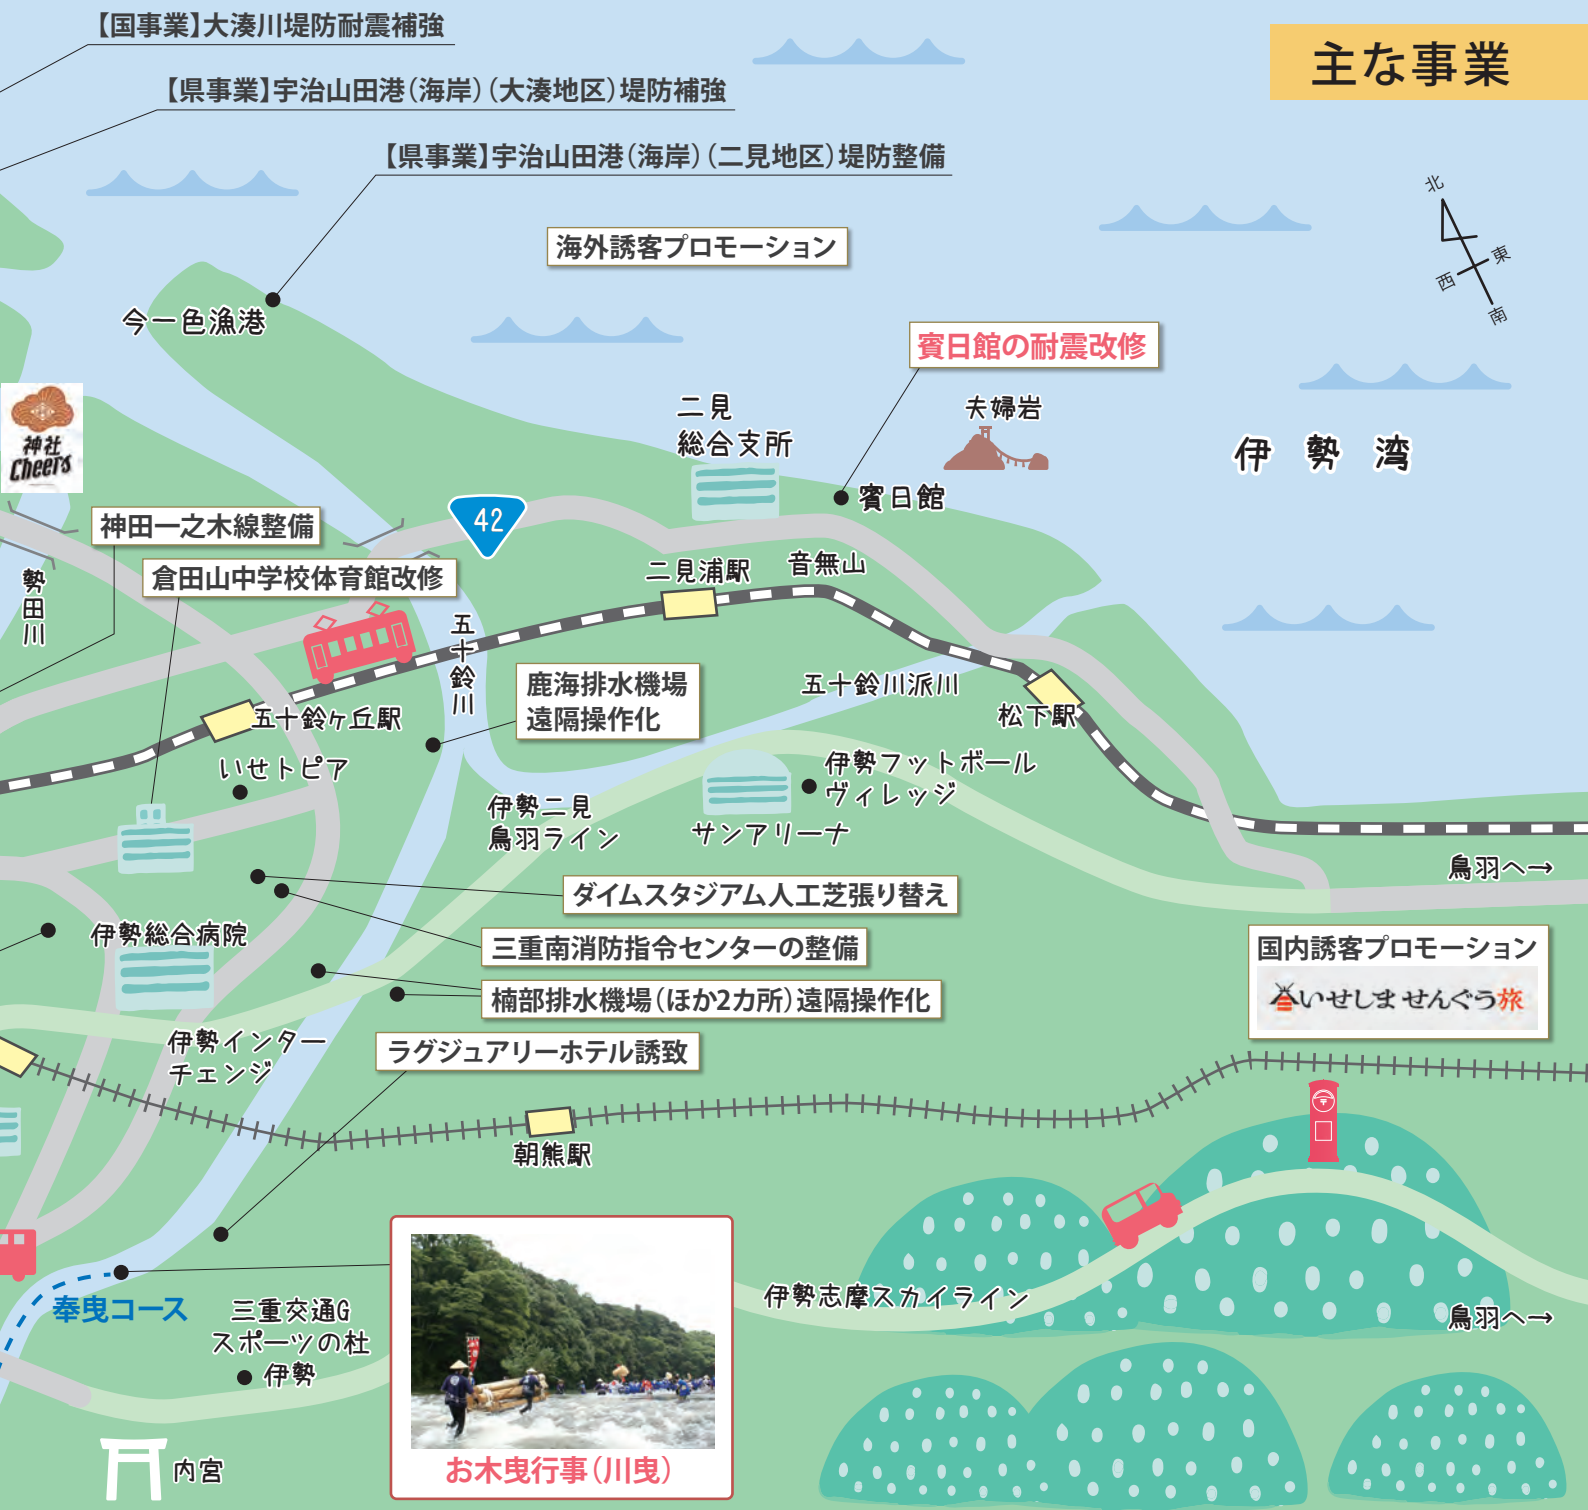 【国事業】大湊川堤防耐震補強
主な事業
【県事業】宇治山田港（海岸）（大湊地区）堤防補強
【県事業】宇治山田港（海岸）（二見地区）堤防整備
北
東
西
南
海外誘客プロモーション
今一色漁港
賓日館の耐震改修
神社
Cheers
二見
総合支所
夫婦岩
伊勢湾
賓日館
神田一之木線整備
42
倉田山中学校体育館改修
二見浦駅
音無山
勢田川
五十鈴川
鹿海排水機場
遠隔操作化
五十鈴川派川
松下駅
五十鈴ヶ丘駅
いせトピア
伊勢フットボール
ヴィレッジ
伊勢二見
鳥羽ライン
サンアリーナ
鳥羽へ→
ダイムスタジアム人工芝張り替え
伊勢総合病院
三重南消防指令センターの整備
国内誘客プロモーション
いせしま せんぐう旅
楠部排水機場（ほか2カ所）遠隔操作化
伊勢インター
チェンジ
ラグジュアリーホテル誘致
朝熊駅
奉曳コース
三重交通G
スポーツの杜
伊勢
伊勢志摩スカイライン
鳥羽へ→
お木曳行事（川曳）
内宮